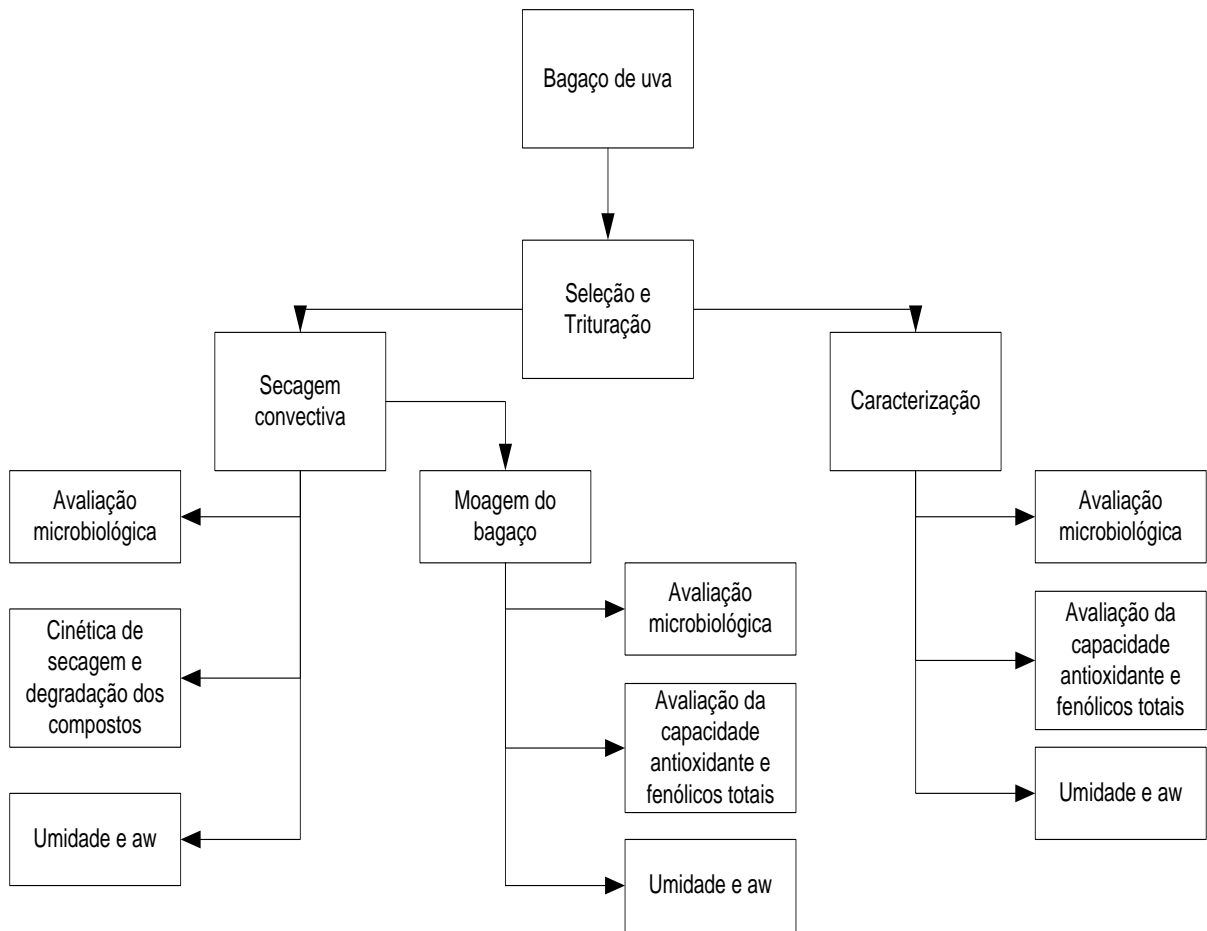 Bagaço de uva
Seleção e
Trituração
Secagem
convectiva
Caracterização
Avaliação
microbiológica
Moagem do
bagaço
Avaliação
microbiológica
Avaliação
microbiológica
Cinética de
secagem e
degradação dos
compostos
Avaliação da
capacidade
antioxidante e
fenólicos totais
Avaliação da
capacidade
antioxidante e
fenólicos totais
Umidade e aw
Umidade e aw
Umidade e aw